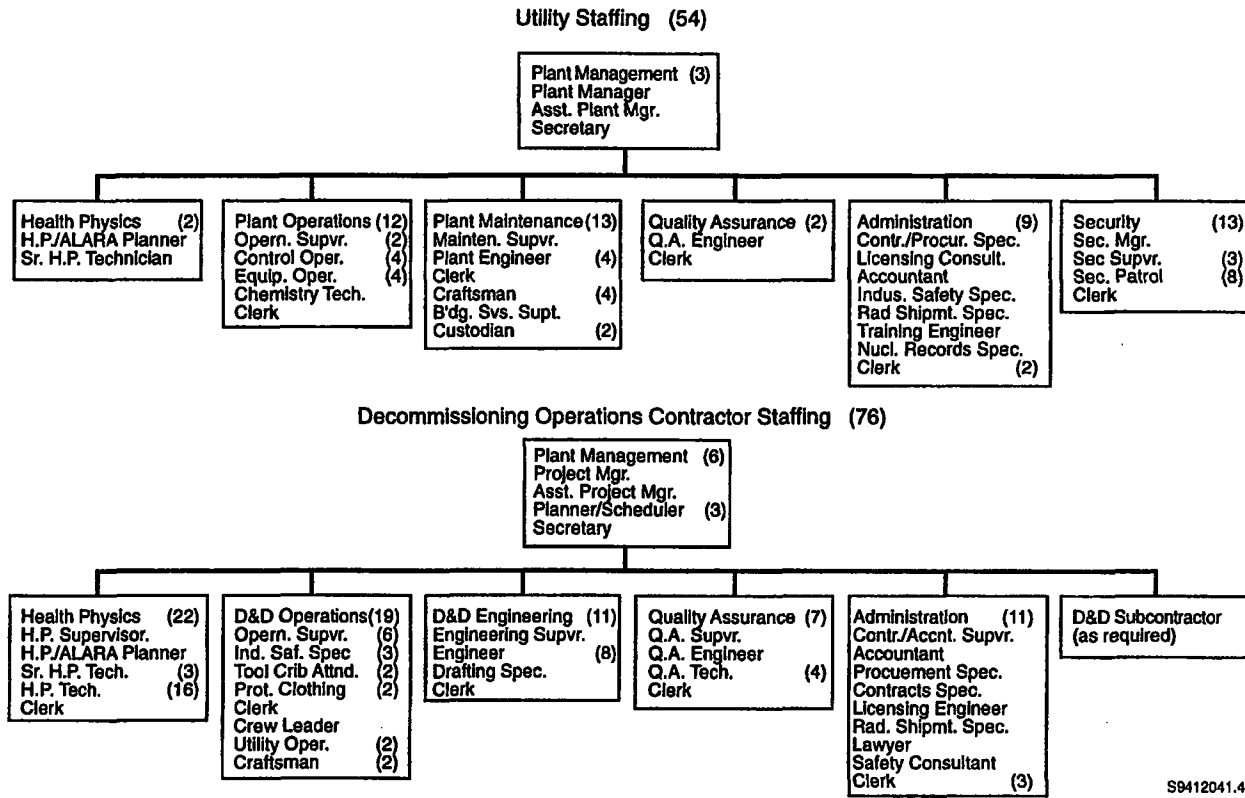 Utility Staffing (54)
Plant Management (3)
Plant Manager
Asst. Plant Mgr.
Secretary
Health Physics (2)
H.P./ALARA Planner
Sr. H.P. Technician
Plant Operations (12)
Opern. Supvr. (2)
Control Oper. (4)
Equip. Oper. (4)
Chemistry Tech.
Clerk
Plant Maintenance (13)
Mainten. Supvr.
Plant Engineer (4)
Clerk
Craftsman (4)
B'dg. Svs. Supt.
Custodian (2)
Quality Assurance (2)
Q.A. Engineer
Clerk
Administration (9)
Contr./Procur. Spec.
Licensing Consult.
Accountant
Indus. Safety Spec.
Rad Shipmt. Spec.
Training Engineer
Nucl. Records Spec.
Clerk (2)
Security (13)
Sec. Mgr.
Sec Supvr. (3)
Sec. Patrol (8)
Clerk
Decommissioning Operations Contractor Staffing (76)
Plant Management (6)
Project Mgr.
Asst. Project Mgr.
Planner/Scheduler (3)
Secretary
Health Physics (22)
H.P. Supervisor.
H.P./ALARA Planner
Sr. H.P. Tech. (3)
H.P. Tech. (16)
Clerk
D&D Operations (19)
Opern. Supvr. (6)
Ind. Saf. Spec (3)
Tool Crib Attnd. (2)
Prot. Clothing (2)
Clerk
Crew Leader
Utility Oper. (2)
Craftsman (2)
D&D Engineering (11)
Engineering Supvr.
Engineer (8)
Drafting Spec.
Clerk
Quality Assurance (7)
Q.A. Supvr.
Q.A. Engineer
Q.A. Tech. (4)
Clerk
Administration (11)
Contr./Accnt. Supvr.
Accountant
Procuement Spec.
Contracts Spec.
Licensing Engineer
Rad. Shipmt. Spec.
Lawyer
Safety Consultant
Clerk (3)
D&D Subcontractor
(as required)
S9412041.4